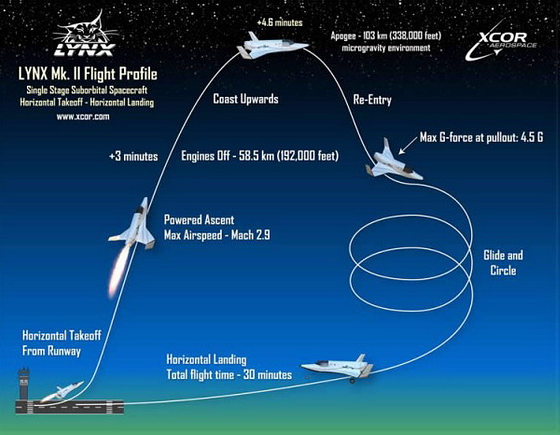 +4.6 minutes
Apogee - 103 km (338,000 feet)
microgravity environment
XCOR
AEROSPACE
LYNX
LYNX Mk. II Flight Profile
Single Stage Suborbital Spacecraft
Horizontal Takeoff - Horizontal Landing
www.xcor.com
Coast Upwards
Re-Entry
Max G-force at pullout: 4.5 G
+3 minutes
Engines Off - 58.5 km (192,000 feet)
Powered Ascent
Max Airspeed - Mach 2.9
Glide and
Circle
Horizontal Takeoff
From Runway
Horizontal Landing
Total flight time - 30 minutes